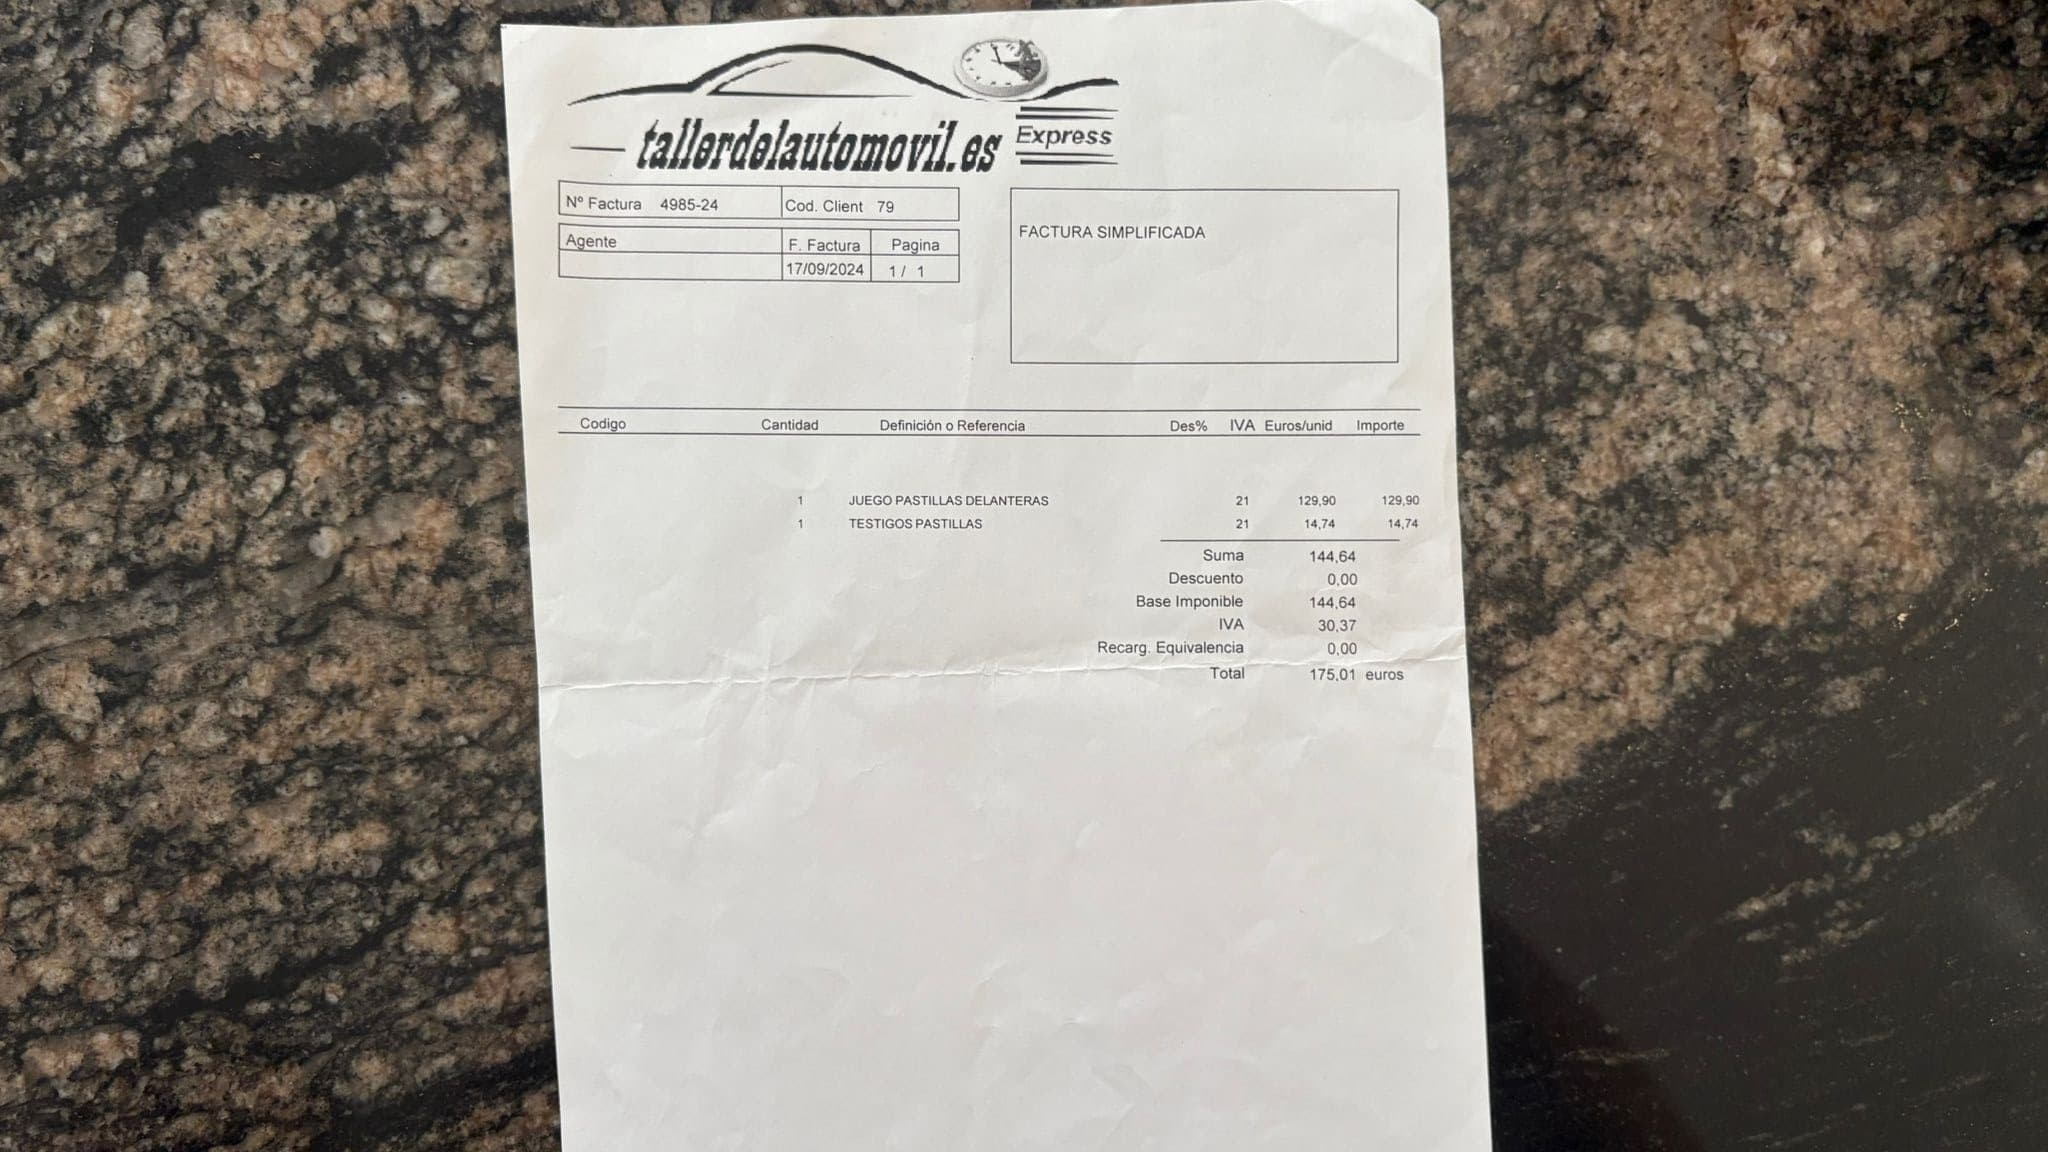 tallerdelautomovil.es Express
Nº Factura 4985-24 Cod. Client 79
Agente F. Factura Pagina
17/09/2024 1 / 1
FACTURA SIMPLIFICADA
Codigo Cantidad Definición o Referencia Des% IVA Euros/unid Importe
1 JUEGO PASTILLAS DELANTERAS 21 129,90 129,90
1 TESTIGOS PASTILLAS 21 14,74 14,74
Suma 144,64
Descuento 0,00
Base Imponible 144,64
IVA 30,37
Recarg. Equivalencia 0,00
Total 175,01 euros